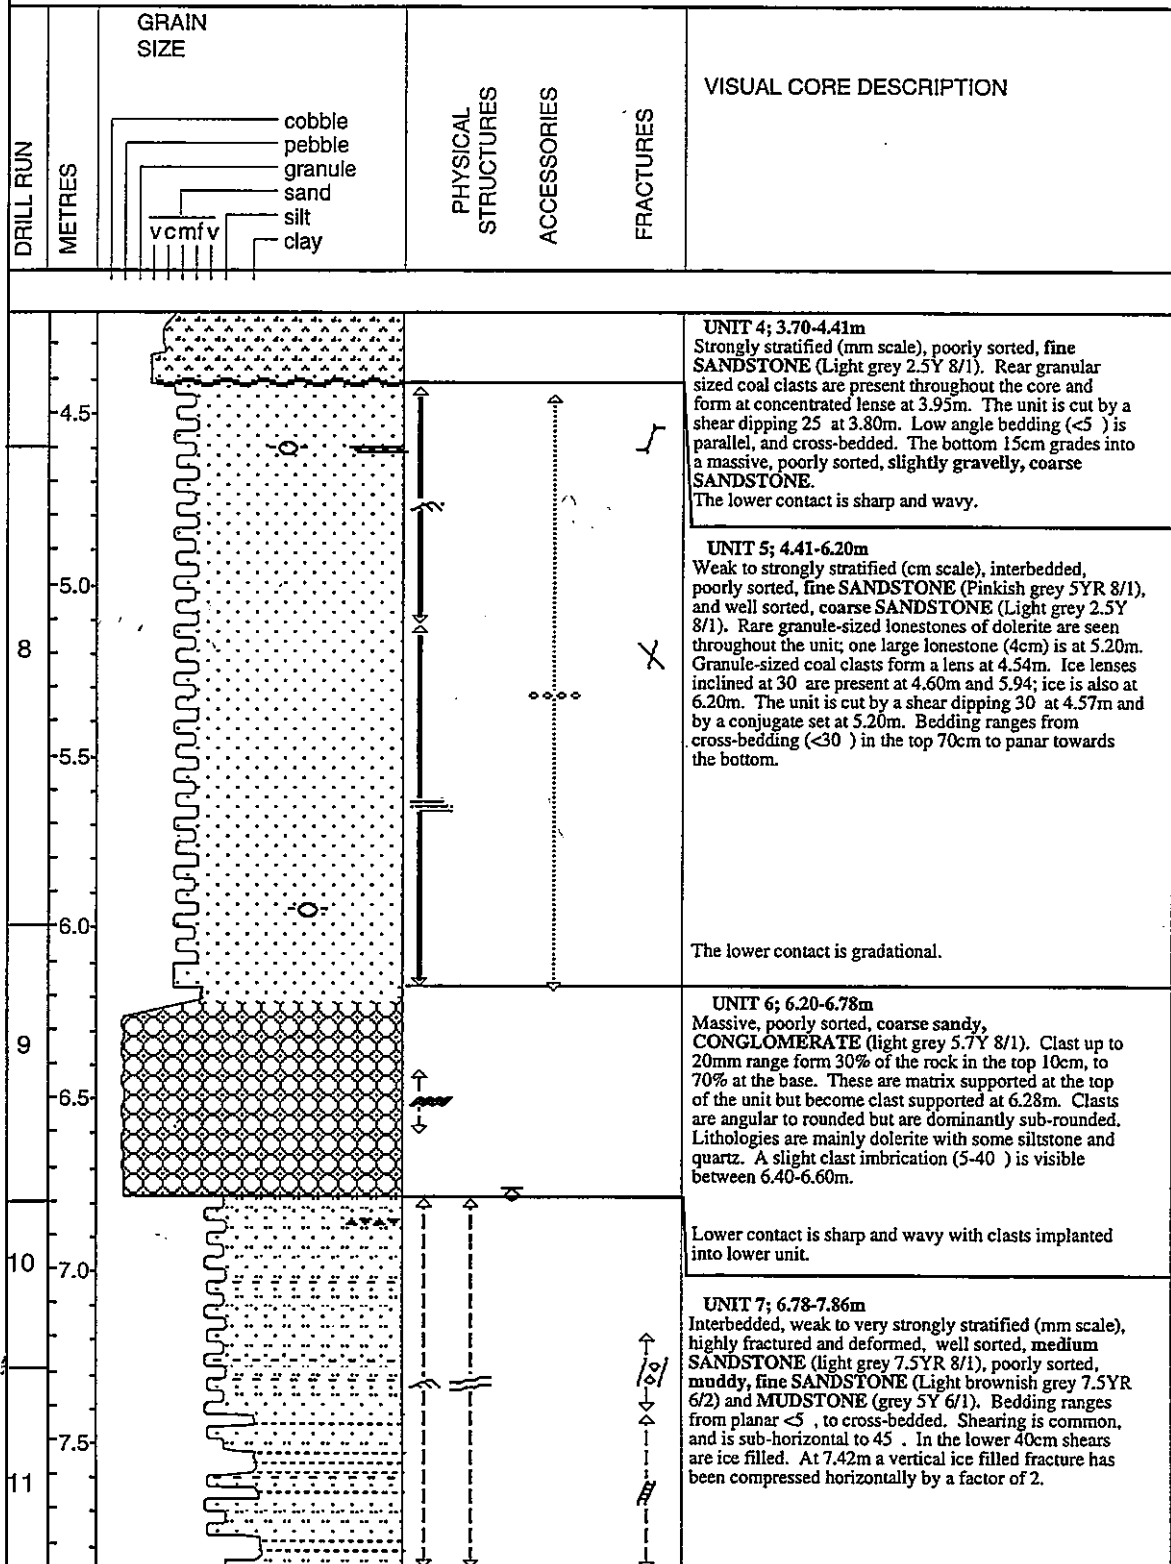 GRAIN
SIZE
cobble
pebble
granule
sand
silt
clay
v c m f v
DRILL RUN
METRES
PHYSICAL
STRUCTURES
ACCESSORIES
FRACTURES
VISUAL CORE DESCRIPTION
4.5
5.0
8
5.5
6.0
9
6.5
10
7.0
7.5
11
UNIT 4; 3.70-4.41m
Strongly stratified (mm scale), poorly sorted, fine
SANDSTONE (Light grey 2.5Y 8/1). Rear granular
sized coal clasts are present throughout the core and
form at concentrated lense at 3.95m. The unit is cut by a
shear dipping 25 at 3.80m. Low angle bedding (<5 ) is
parallel, and cross-bedded. The bottom 15cm grades into
a massive, poorly sorted, slightly gravelly, coarse
SANDSTONE.
The lower contact is sharp and wavy.
UNIT 5; 4.41-6.20m
Weak to strongly stratified (cm scale), interbedded,
poorly sorted, fine SANDSTONE (Pinkish grey 5YR 8/1),
and well sorted, coarse SANDSTONE (Light grey 2.5Y
8/1). Rare granule-sized lonestones of dolerite are seen
throughout the unit; one large lonestone (4cm) is at 5.20m.
Granule-sized coal clasts form a lens at 4.54m. Ice lenses
inclined at 30 are present at 4.60m and 5.94; ice is also at
6.20m. The unit is cut by a shear dipping 30 at 4.57m and
by a conjugate set at 5.20m. Bedding ranges from
cross-bedding (<30 ) in the top 70cm to panar towards
the bottom.
The lower contact is gradational.
UNIT 6; 6.20-6.78m
Massive, poorly sorted, coarse sandy,
CONGLOMERATE (light grey 5.7Y 8/1). Clast up to
20mm range form 30% of the rock in the top 10cm, to
70% at the base. These are matrix supported at the top
of the unit but become clast supported at 6.28m. Clasts
are angular to rounded but are dominantly sub-rounded.
Lithologies are mainly dolerite with some siltstone and
quartz. A slight clast imbrication (5-40 ) is visible
between 6.40-6.60m.
Lower contact is sharp and wavy with clasts implanted
into lower unit.
UNIT 7; 6.78-7.86m
Interbedded, weak to very strongly stratified (mm scale),
highly fractured and deformed, well sorted, medium
SANDSTONE (light grey 7.5YR 8/1), poorly sorted,
muddy, fine SANDSTONE (Light brownish grey 7.5YR
6/2) and MUDSTONE (grey 5Y 6/1). Bedding ranges
from planar <5 , to cross-bedded. Shearing is common,
and is sub-horizontal to 45 . In the lower 40cm shears
are ice filled. At 7.42m a vertical ice filled fracture has
been compressed horizontally by a factor of 2.